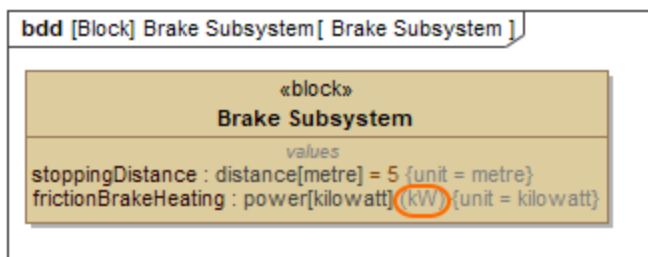 bdd [Block] Brake Subsystem[ Brake Subsystem ]
«block»
Brake Subsystem
values
stoppingDistance : distance[metre] = 5 {unit = metre}
frictionBrakeHeating : power[kilowatt] (kW) {unit = kilowatt}